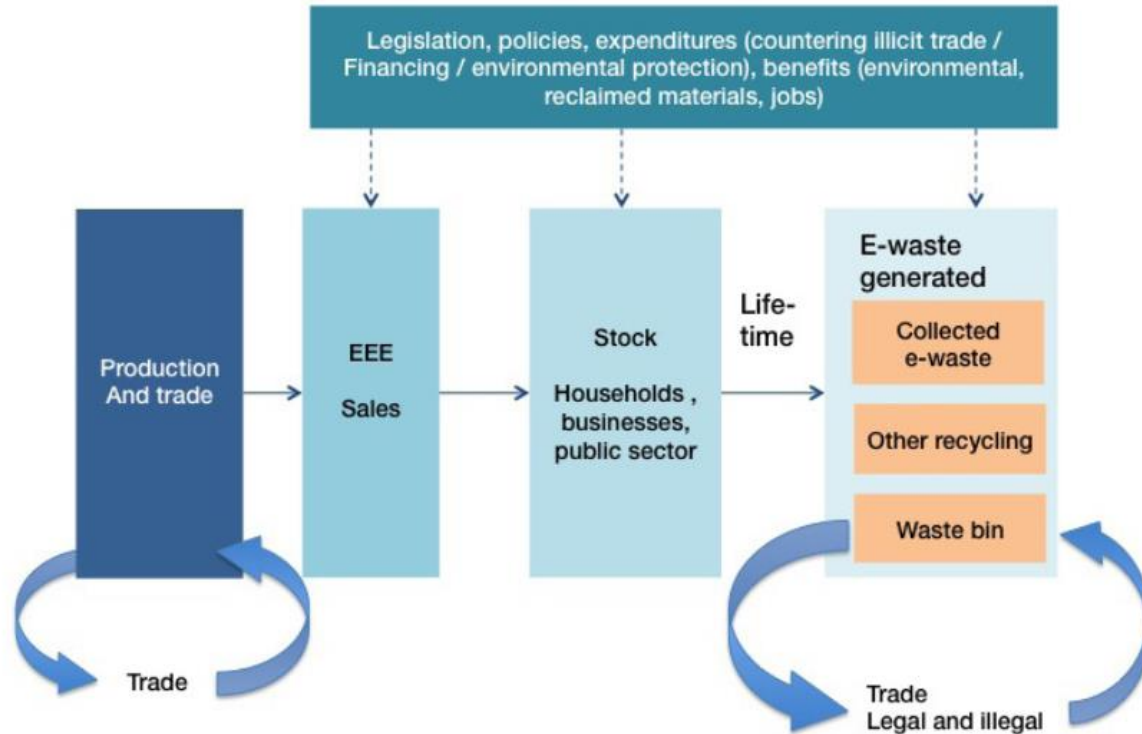 Legislation, policies, expenditures (countering illicit trade /
Financing / environmental protection), benefits (environmental,
reclaimed materials, jobs)
Production
And trade
EEE
Sales
Stock
Households ,
businesses,
public sector
Life-
time
E-waste
generated
Collected
e-waste
Other recycling
Waste bin
Trade
Trade
Legal and illegal